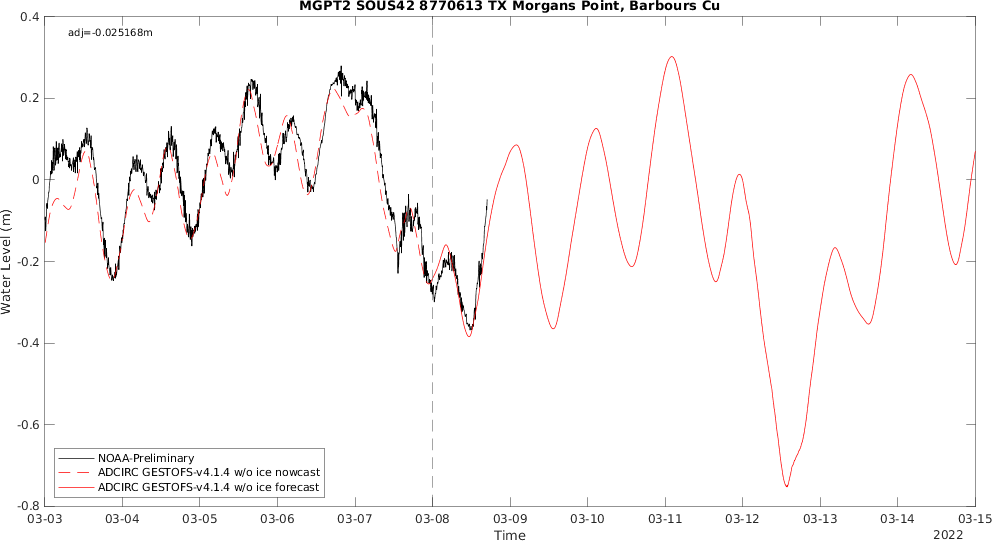 MGPT2 SOUS42 8770613 TX Morgans Point, Barbours Cu
adj=-0.025168m
0.4
0.2
0
-0.2
-0.4
-0.6
-0.8
Water Level (m)
NOAA-Preliminary
ADCIRC GESTOFS-v4.1.4 w/o ice nowcast
ADCIRC GESTOFS-v4.1.4 w/o ice forecast
03-03 03-04 03-05 03-06 03-07 03-08 03-09 03-10 03-11 03-12 03-13 03-14 03-15
Time
2022